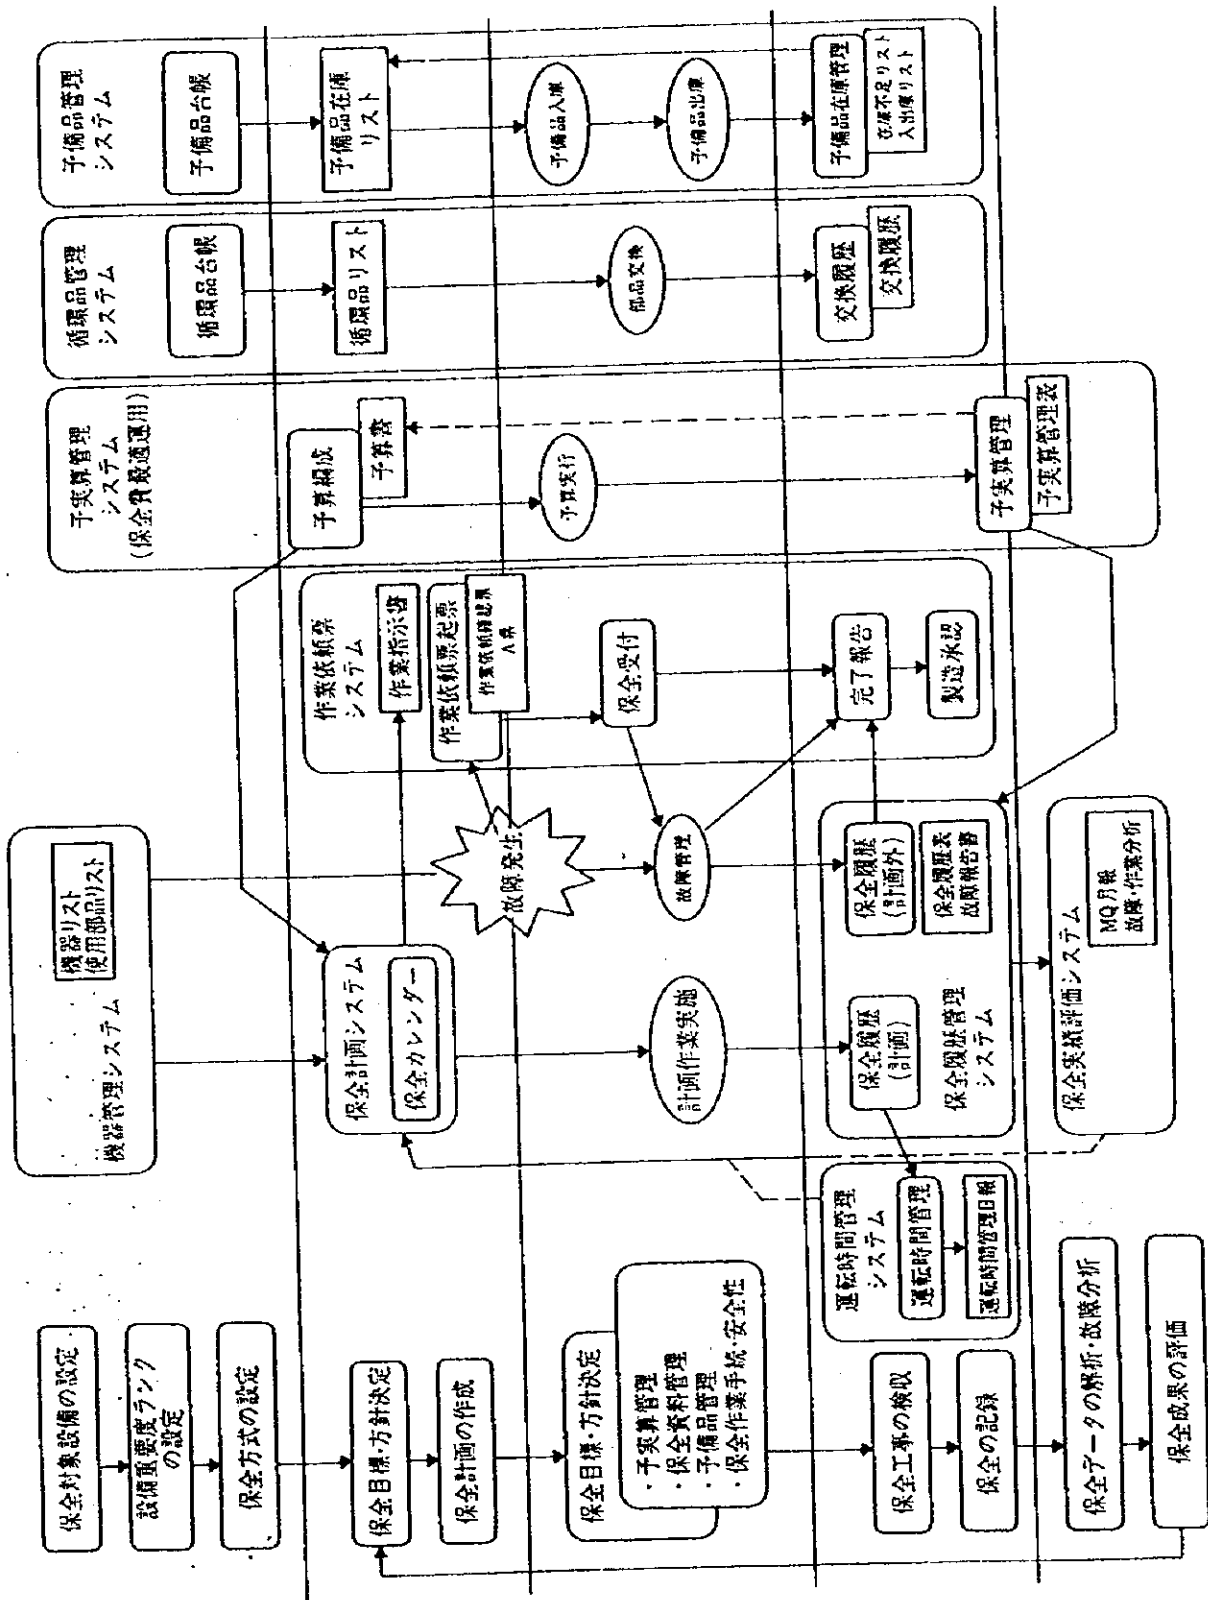 保全対象設備の設定
設備重要度ランク
の設定
保全方式の設定
保全目標・方針決定
保全計画の作成
保全目標・方針決定
・予実算管理
・保全資料管理
・予備品管理
・保全作業手続・安全性
保全工事の検収
保全の記録
保全データの解析・故障分析
保全成果の評価
機器管理システム
機器リスト
使用部品リスト
保全計画システム
保全カレンダー
故障発生
計画作業実施
故障管理
運転時間管理
システム
運転時間管理
運転時間管理日報
保全履歴
(計画)
保全履歴
(計画外)
保全履歴表
故障報告書
保全履歴管理
システム
保全実績評価システム
MQ月報
故障・作業分析
作業依頼票
システム
作業指示書
作業依頼票起票
作業依頼確認票
A票
保全受付
完了報告
製造承認
予実算管理
システム
(保全費最適運用)
予算編成
予算書
予算実行
予実算管理
予実算管理表
循環品管理
システム
循環品台帳
循環品リスト
部品交換
交換履歴
交換履歴
予備品管理
システム
予備品台帳
予備品在庫
リスト
予備品入庫
予備品出庫
予備品在庫管理
在庫不足リスト
入出庫リスト